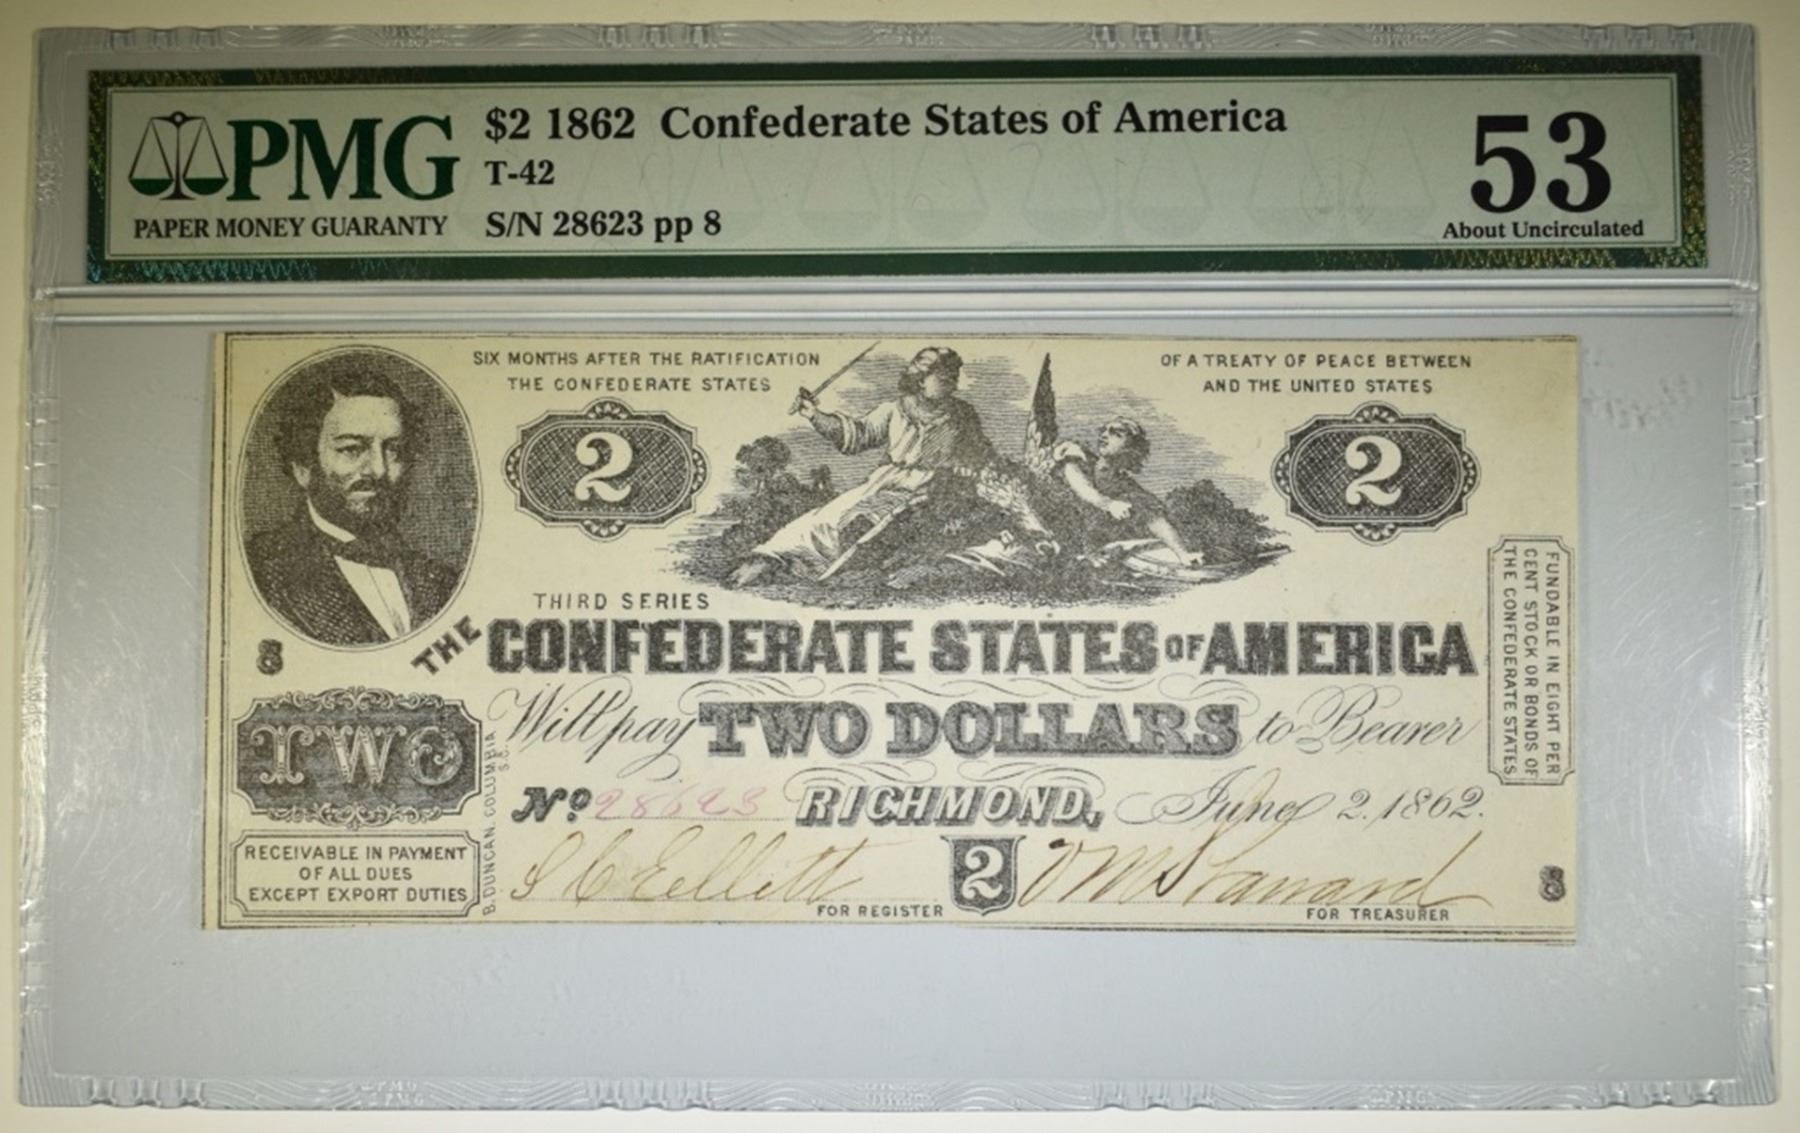 PMG
PAPER MONEY GUARANTY
$2 1862 Confederate States of America
T-42
S/N 28623 pp 8
53
About Uncirculated
SIX MONTHS AFTER THE RATIFICATION
OF A TREATY OF PEACE BETWEEN
THE CONFEDERATE STATES
AND THE UNITED STATES
2
2
THIRD SERIES
8
THE CONFEDERATE STATES OF AMERICA
FUNDABLE IN EIGHT PER
CENT STOCK OR BONDS OF
THE CONFEDERATE STATES
TWO
Will pay TWO DOLLARS to Bearer
No 28623 RICHMOND, June 2. 1862.
B. DUNCAN, COLUMBIA
S.C.
RECEIVABLE IN PAYMENT
OF ALL DUES
EXCEPT EXPORT DUTIES
2
FOR REGISTER
FOR TREASURER
8